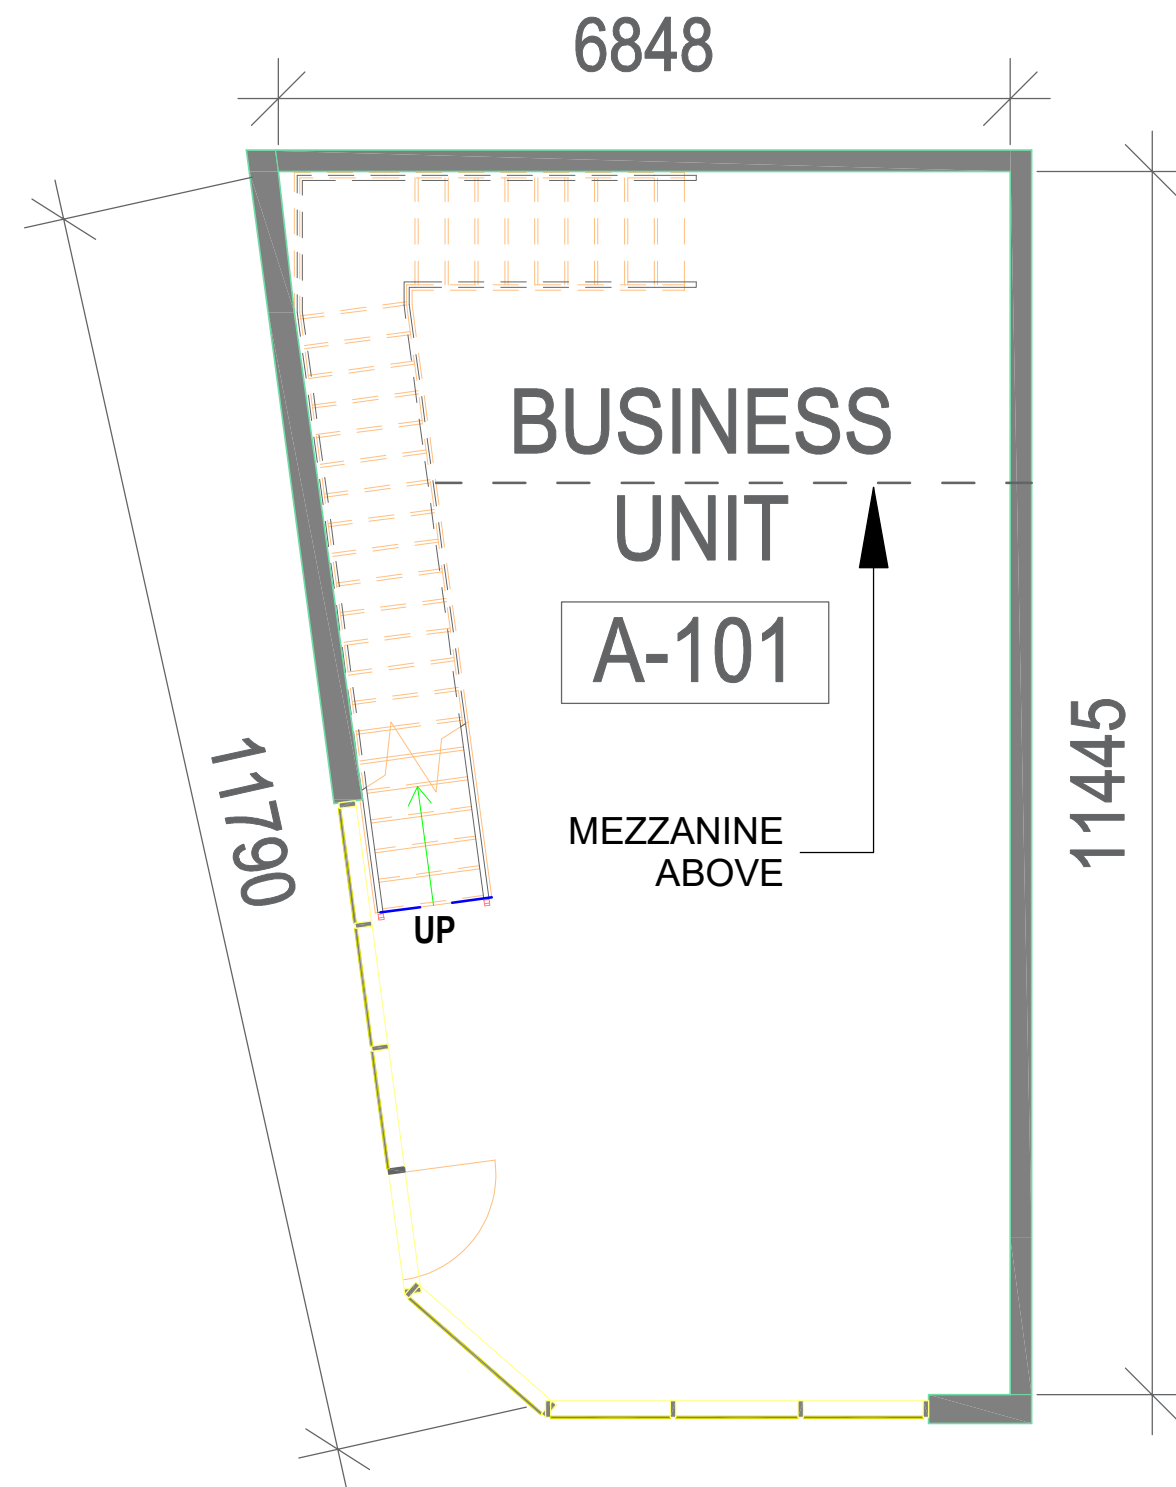 6848
BUSINESS
UNIT
A-101
11790
11445
MEZZANINE
ABOVE
UP